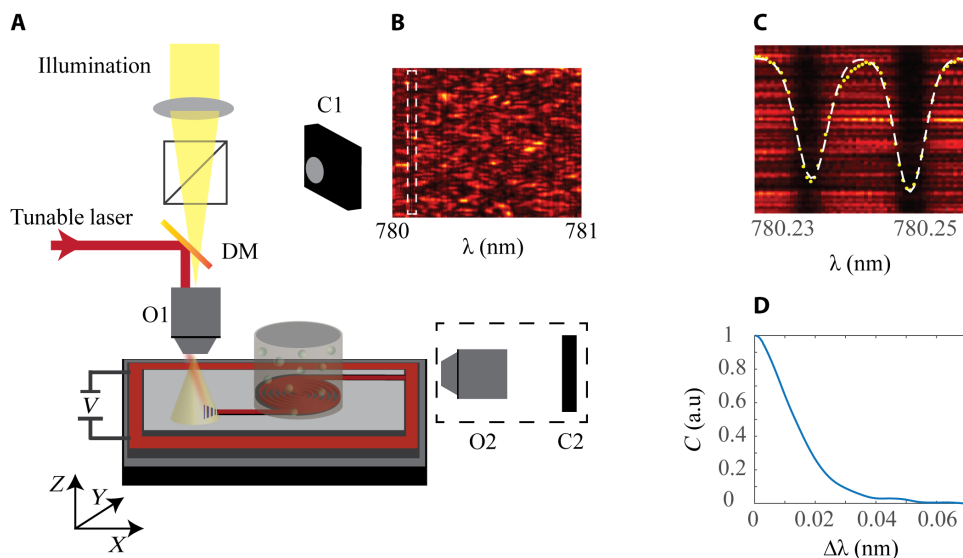 A
Illumination
C1
Tunable laser
DM
O1
V
O2
C2
Z
Y
X
B
780
781
λ (nm)
C
780.23
780.25
λ (nm)
D
1
0.8
0.6
0.4
0.2
0
C (a.u)
0
0.02
0.04
0.06
Δλ (nm)